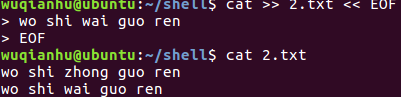 wuqianhu@ubuntu:~/shell$ cat >> 2.txt << EOF
> wo shi wai guo ren
> EOF
wuqianhu@ubuntu:~/shell$ cat 2.txt
wo shi zhong guo ren
wo shi wai guo ren